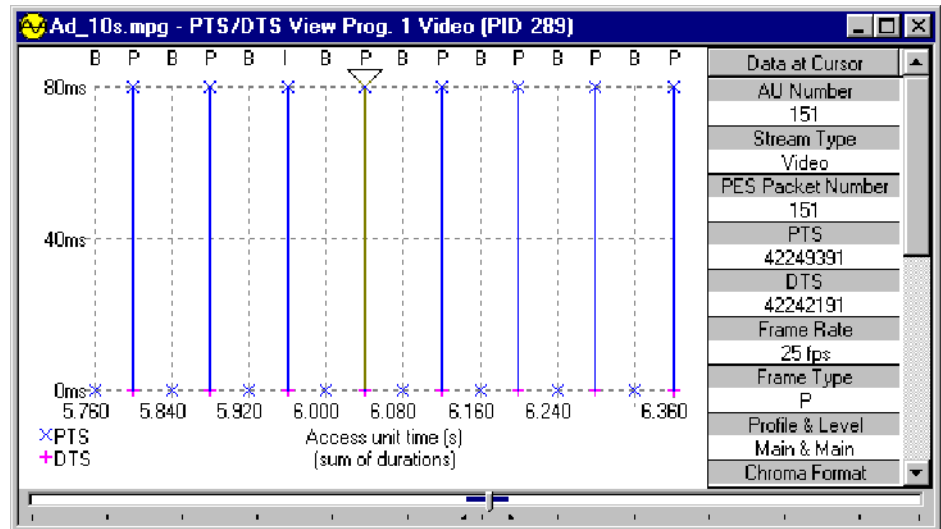 Ad_10s.mpg - PTS/DTS View Prog. 1 Video (PID 289)
B P B P B I B P B P B P B P B P
80ms
40ms
0ms
5.760 5.840 5.920 6.000 6.080 6.160 6.240 6.360
×PTS
+DTS
Access unit time (s)
(sum of durations)
Data at Cursor
AU Number
151
Stream Type
Video
PES Packet Number
151
PTS
42249391
DTS
42242191
Frame Rate
25 fps
Frame Type
P
Profile & Level
Main & Main
Chroma Format